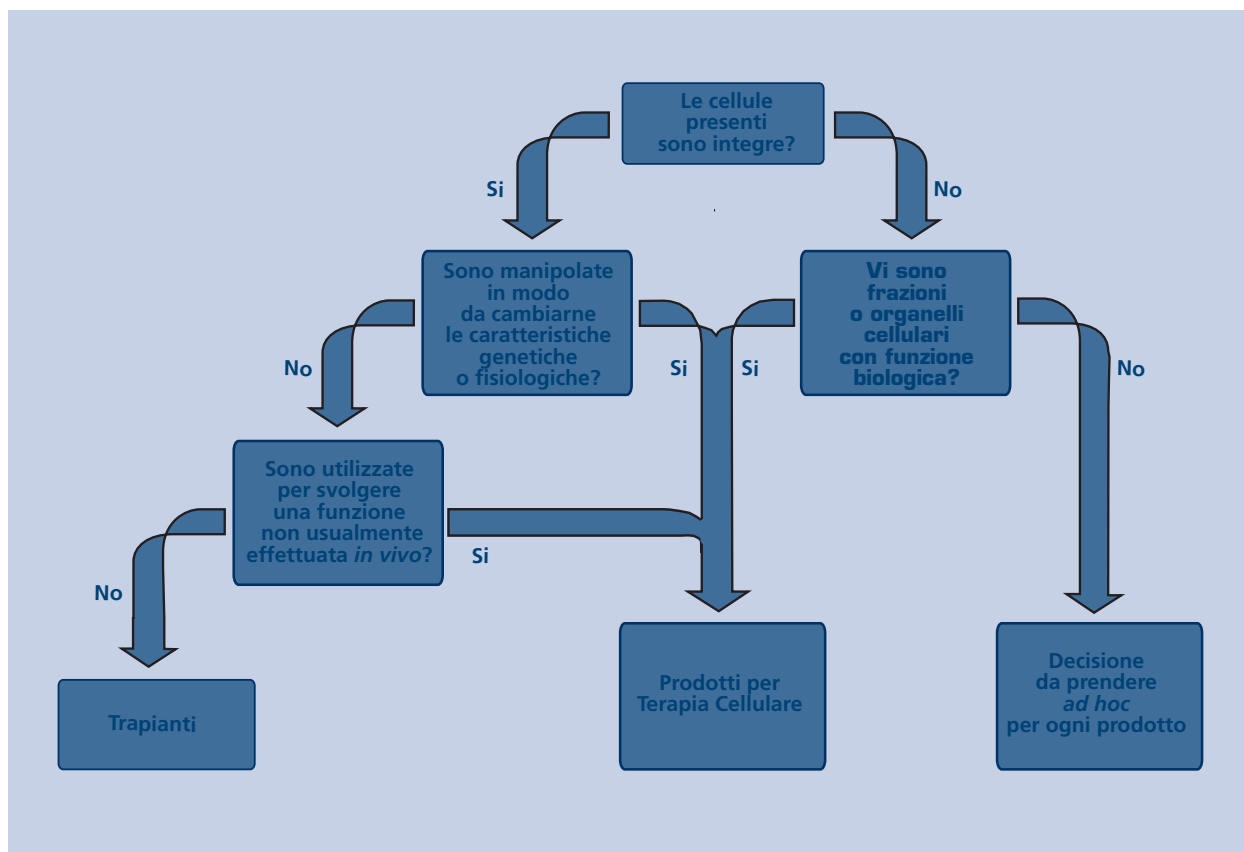 Le cellule
presenti
sono integre?
Si
No
Sono manipolate
in modo
da cambiarne
le caratteristiche
genetiche
o fisiologiche?
Vi sono
frazioni
o organelli
cellulari
con funzione
biologica?
No
Si
Si
No
Sono utilizzate
per svolgere
una funzione
non usualmente
effettuata in vivo?
Si
No
Trapianti
Prodotti per
Terapia Cellulare
Decisione
da prendere
ad hoc
per ogni prodotto